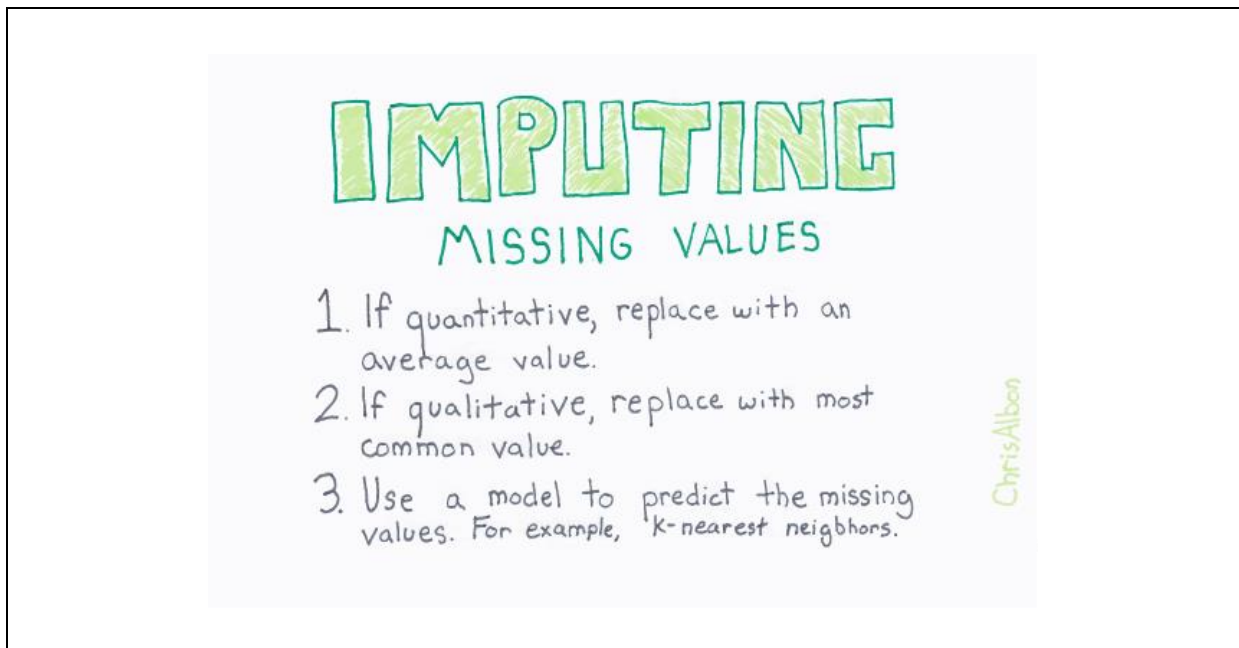 IMPUTING
MISSING VALUES
1. If quantitative, replace with an
average value.
2. If qualitative, replace with most
common value.
3. Use a model to predict the missing
values. For example, K-nearest neigbhors.
ChrisAlbon